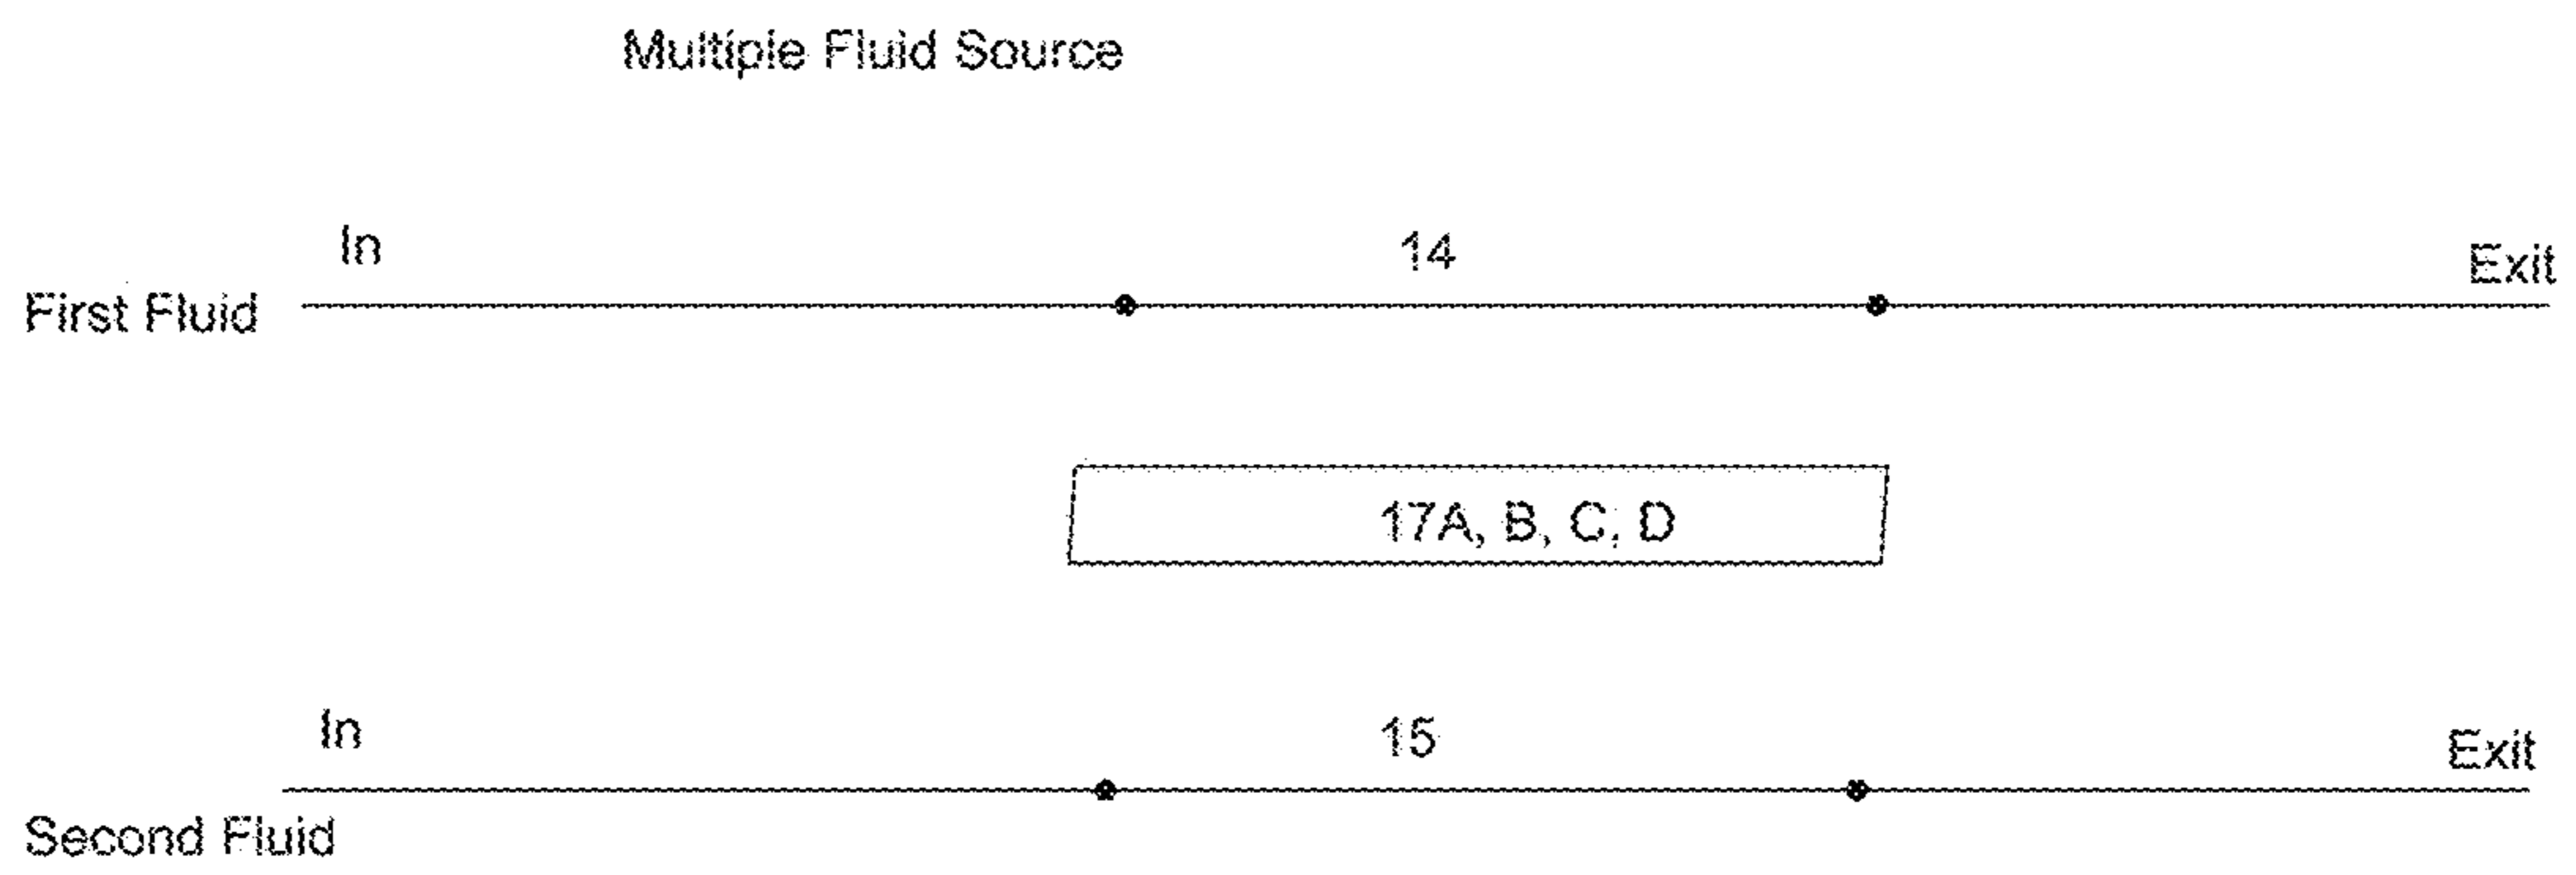 Multiple Fluid Source
In
14
Exit
First Fluid
17A, B, C, D
In
15
Exit
Second Fluid